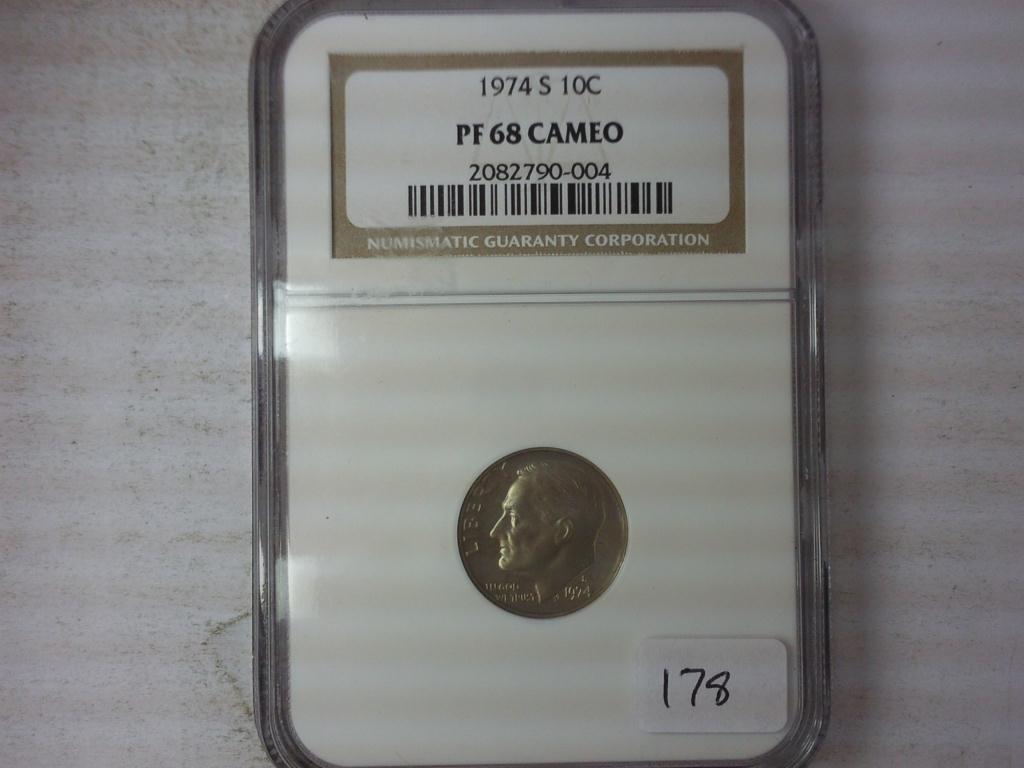 1974 S 10C
PF 68 CAMEO
2082790-004
NUMISMATIC GUARANTY CORPORATION
LIBERTY
IN GOD
WE TRUST
S
1974
178